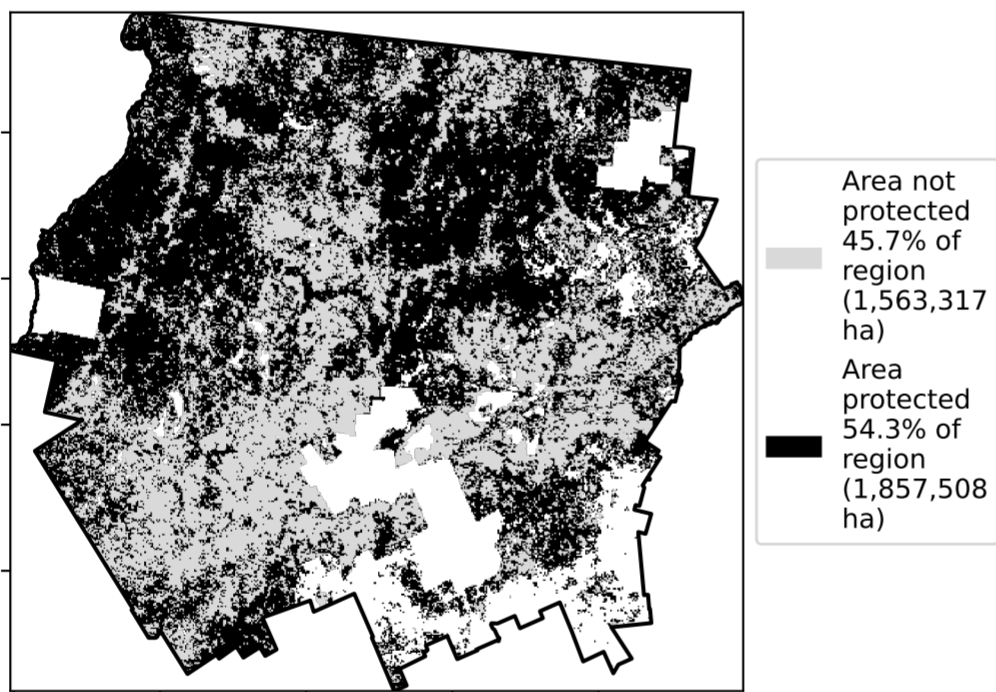 Area not
protected
45.7% of
region
(1,563,317
ha)
Area
protected
54.3% of
region
(1,857,508
ha)